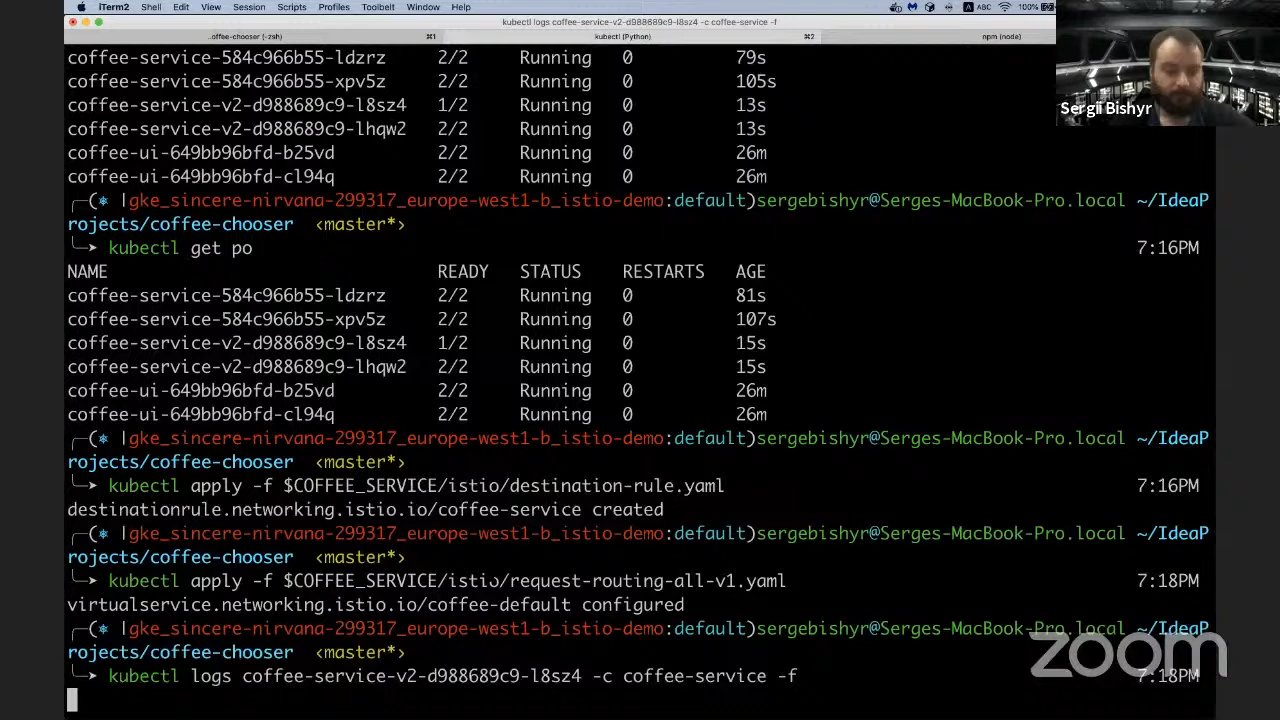 iTerm2 Shell Edit View Session Scripts Profiles Toolbelt Window Help ABC 100%
kubectl logs coffee-service-v2-d988689c9-l8sz4 -c coffee-service -f
..offee-chooser (-zsh) ⌘1 kubectl (Python) ⌘2 npm (node)
coffee-service-584c966b55-ldzrz 2/2 Running 0 79s
coffee-service-584c966b55-xpv5z 2/2 Running 0 105s
coffee-service-v2-d988689c9-l8sz4 1/2 Running 0 13s
coffee-service-v2-d988689c9-lhqw2 2/2 Running 0 13s
coffee-ui-649bb96bfd-b25vd 2/2 Running 0 26m
coffee-ui-649bb96bfd-cl94q 2/2 Running 0 26m
╭─(⎈ |gke_sincere-nirvana-299317_europe-west1-b_istio-demo:default)sergebishyr@Serges-MacBook-Pro.local ~/IdeaP
rojects/coffee-chooser ‹master*›
╰─➤ kubectl get po 7:16PM
NAME READY STATUS RESTARTS AGE
coffee-service-584c966b55-ldzrz 2/2 Running 0 81s
coffee-service-584c966b55-xpv5z 2/2 Running 0 107s
coffee-service-v2-d988689c9-l8sz4 1/2 Running 0 15s
coffee-service-v2-d988689c9-lhqw2 2/2 Running 0 15s
coffee-ui-649bb96bfd-b25vd 2/2 Running 0 26m
coffee-ui-649bb96bfd-cl94q 2/2 Running 0 26m
╭─(⎈ |gke_sincere-nirvana-299317_europe-west1-b_istio-demo:default)sergebishyr@Serges-MacBook-Pro.local ~/IdeaP
rojects/coffee-chooser ‹master*›
╰─➤ kubectl apply -f $COFFEE_SERVICE/istio/destination-rule.yaml 7:16PM
destinationrule.networking.istio.io/coffee-service created
╭─(⎈ |gke_sincere-nirvana-299317_europe-west1-b_istio-demo:default)sergebishyr@Serges-MacBook-Pro.local ~/IdeaP
rojects/coffee-chooser ‹master*›
╰─➤ kubectl apply -f $COFFEE_SERVICE/istio/request-routing-all-v1.yaml 7:18PM
virtualservice.networking.istio.io/coffee-default configured
╭─(⎈ |gke_sincere-nirvana-299317_europe-west1-b_istio-demo:default)sergebishyr@Serges-MacBook-Pro.local ~/IdeaP
rojects/coffee-chooser ‹master*›
╰─➤ kubectl logs coffee-service-v2-d988689c9-l8sz4 -c coffee-service -f 7:18PM
Sergii Bishyr
zoom